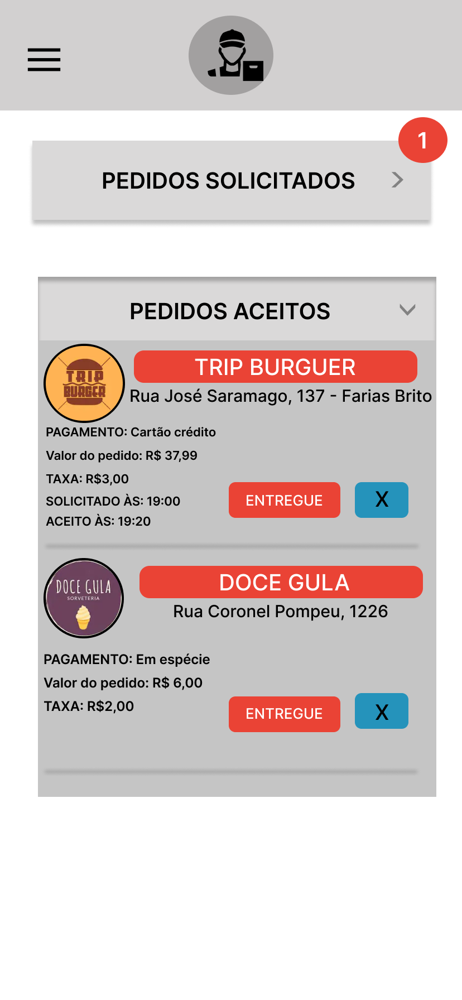 1
PEDIDOS SOLICITADOS
PEDIDOS ACEITOS
TRIP
BURGER
TRIP BURGUER
Rua José Saramago, 137 - Farias Brito
PAGAMENTO: Cartão crédito
Valor do pedido: R$ 37,99
TAXA: R$3,00
SOLICITADO ÀS: 19:00
ACEITO ÀS: 19:20
ENTREGUE
X
DOCE GULA
SORVETERIA
DOCE GULA
Rua Coronel Pompeu, 1226
PAGAMENTO: Em espécie
Valor do pedido: R$ 6,00
TAXA: R$2,00
ENTREGUE
X